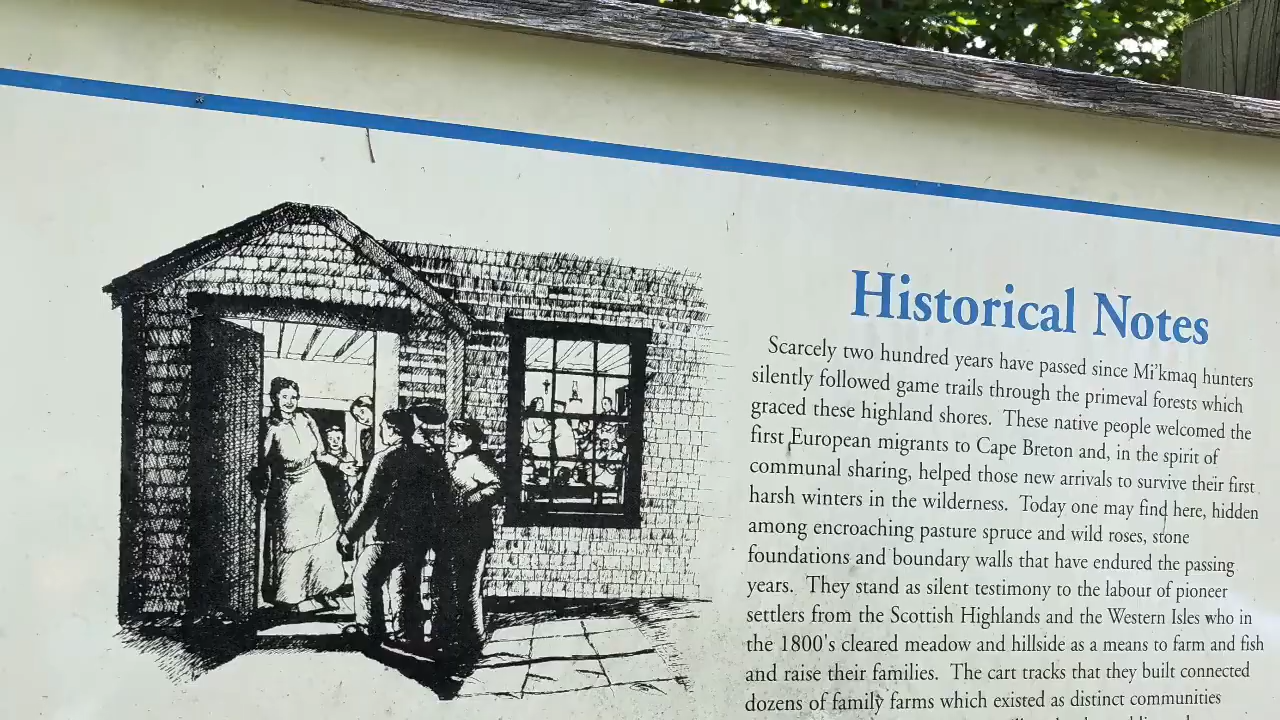 Historical Notes
Scarcely two hundred years have passed since Mi'kmaq hunters
silently followed game trails through the primeval forests which
graced these highland shores. These native people welcomed the
first European migrants to Cape Breton and, in the spirit of
communal sharing, helped those new arrivals to survive their first
harsh winters in the wilderness. Today one may find here, hidden
among encroaching pasture spruce and wild roses, stone
foundations and boundary walls that have endured the passing
years. They stand as silent testimony to the labour of pioneer
settlers from the Scottish Highlands and the Western Isles who in
the 1800's cleared meadow and hillside as a means to farm and fish
and raise their families. The cart tracks that they built connected
dozens of family farms which existed as distinct communities